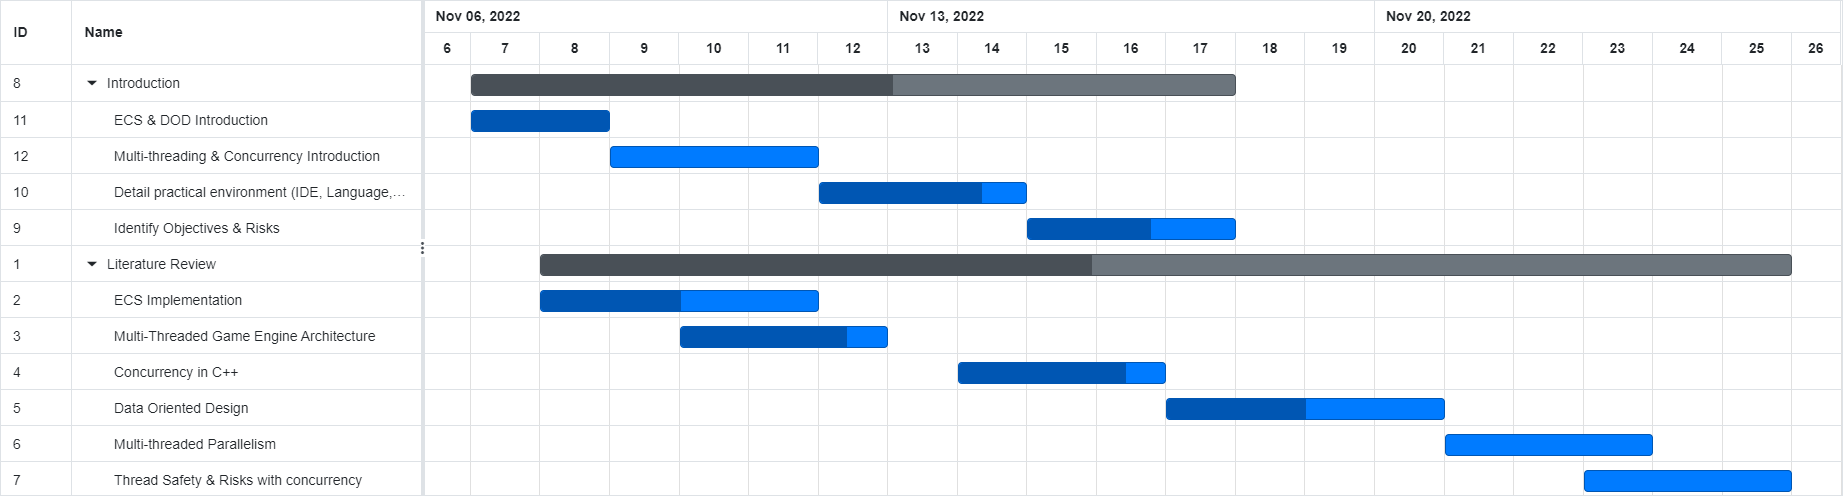 ID Name Nov 06, 2022 Nov 13, 2022 Nov 20, 2022
6 7 8 9 10 11 12 13 14 15 16 17 18 19 20 21 22 23 24 25 26
8 Introduction
11 ECS & DOD Introduction
12 Multi-threading & Concurrency Introduction
10 Detail practical environment (IDE, Language,...
9 Identify Objectives & Risks
1 Literature Review
2 ECS Implementation
3 Multi-Threaded Game Engine Architecture
4 Concurrency in C++
5 Data Oriented Design
6 Multi-threaded Parallelism
7 Thread Safety & Risks with concurrency